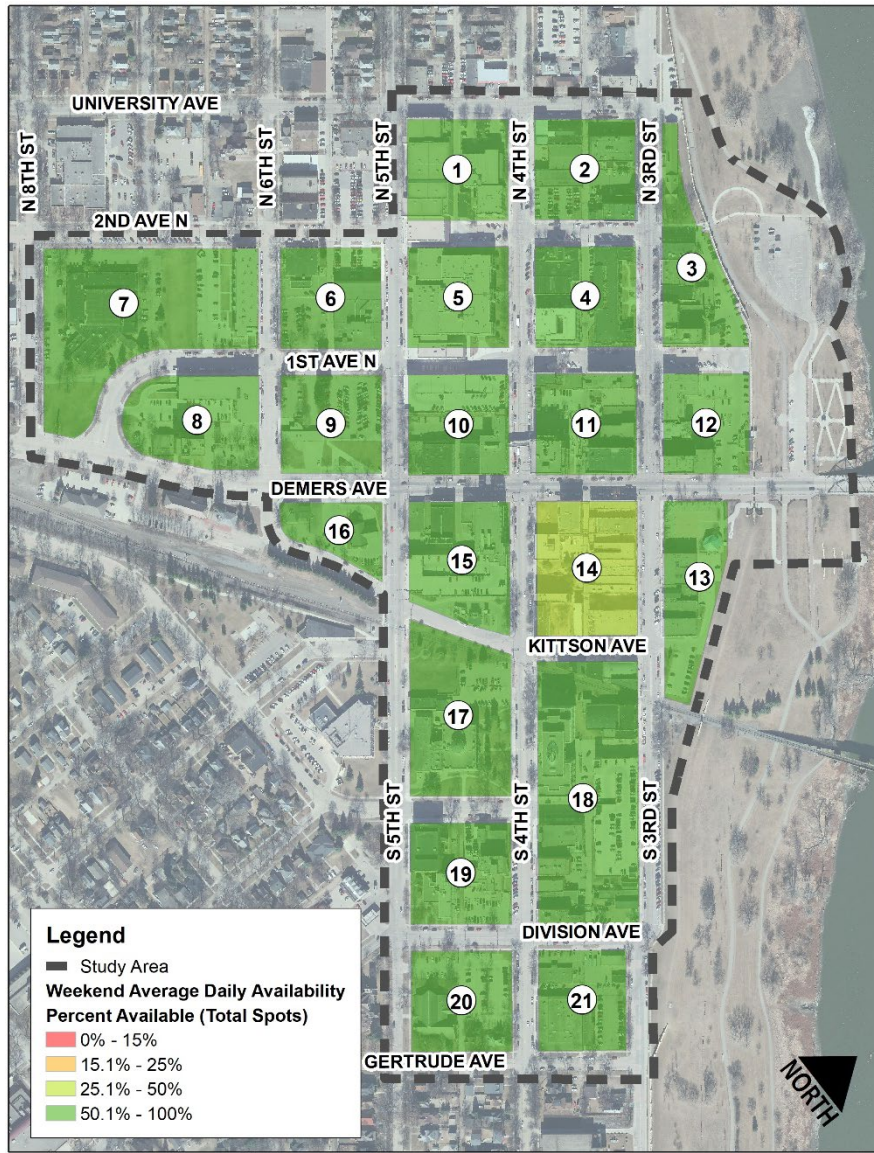 UNIVERSITY AVE
N 8TH ST
N 6TH ST
N 5TH ST
N 4TH ST
N 3RD ST
1
2
2ND AVE N
3
7
6
5
4
1ST AVE N
8
9
10
11
12
DEMERS AVE
16
15
14
13
KITTSON AVE
17
18
S 5TH ST
S 4TH ST
S 3RD ST
19
DIVISION AVE
20
21
GERTRUDE AVE
Legend
Study Area
Weekend Average Daily Availability
Percent Available (Total Spots)
0% - 15%
15.1% - 25%
25.1% - 50%
50.1% - 100%
NORTH